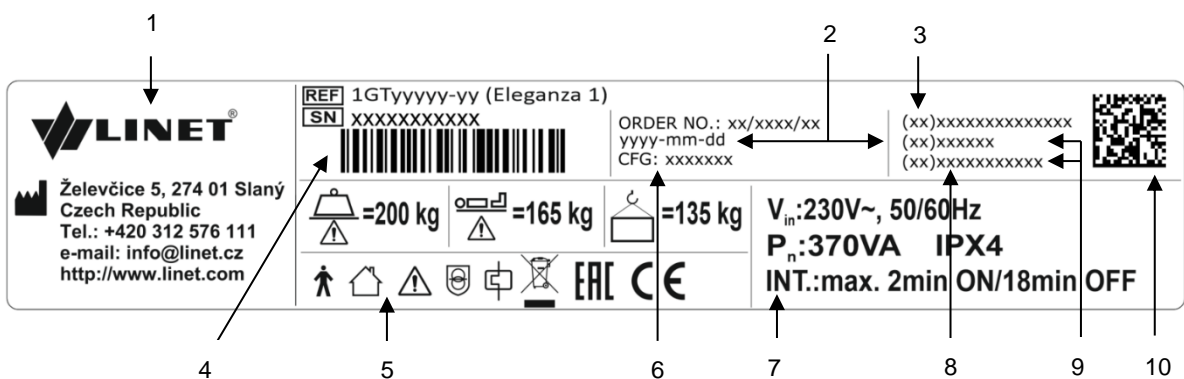 1
2
3
LINET®
REF 1GTyyyyy-yy (Eleganza 1)
SN xxxxxxxxxxx
ORDER NO.: xx/xxxx/xx
yyyy-mm-dd
CFG: xxxxxxx
(xx)xxxxxxxxxxxxxx
(xx)xxxxxx
(xx)xxxxxxxxxxx
Želevčice 5, 274 01 Slaný
Czech Republic
Tel.: +420 312 576 111
e-mail: info@linet.cz
http://www.linet.com
=200 kg
=165 kg
=135 kg
Vin:230V~, 50/60Hz
Pn:370VA IPX4
INT.:max. 2min ON/18min OFF
EAC CE
4
5
6
7
8
9
10